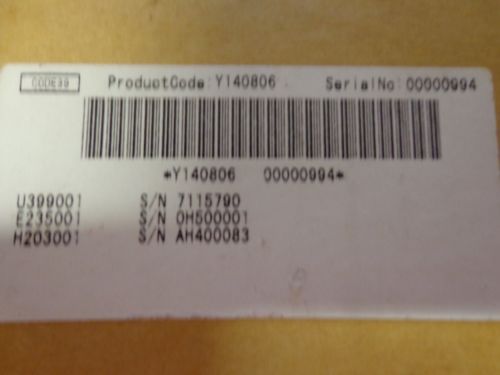 CODE39 ProductCode:Y140806 SerialNo:00000994
*Y140806 00000994*
U399001 S/N 7115790
E235001 S/N 0H500001
H203001 S/N AH400083